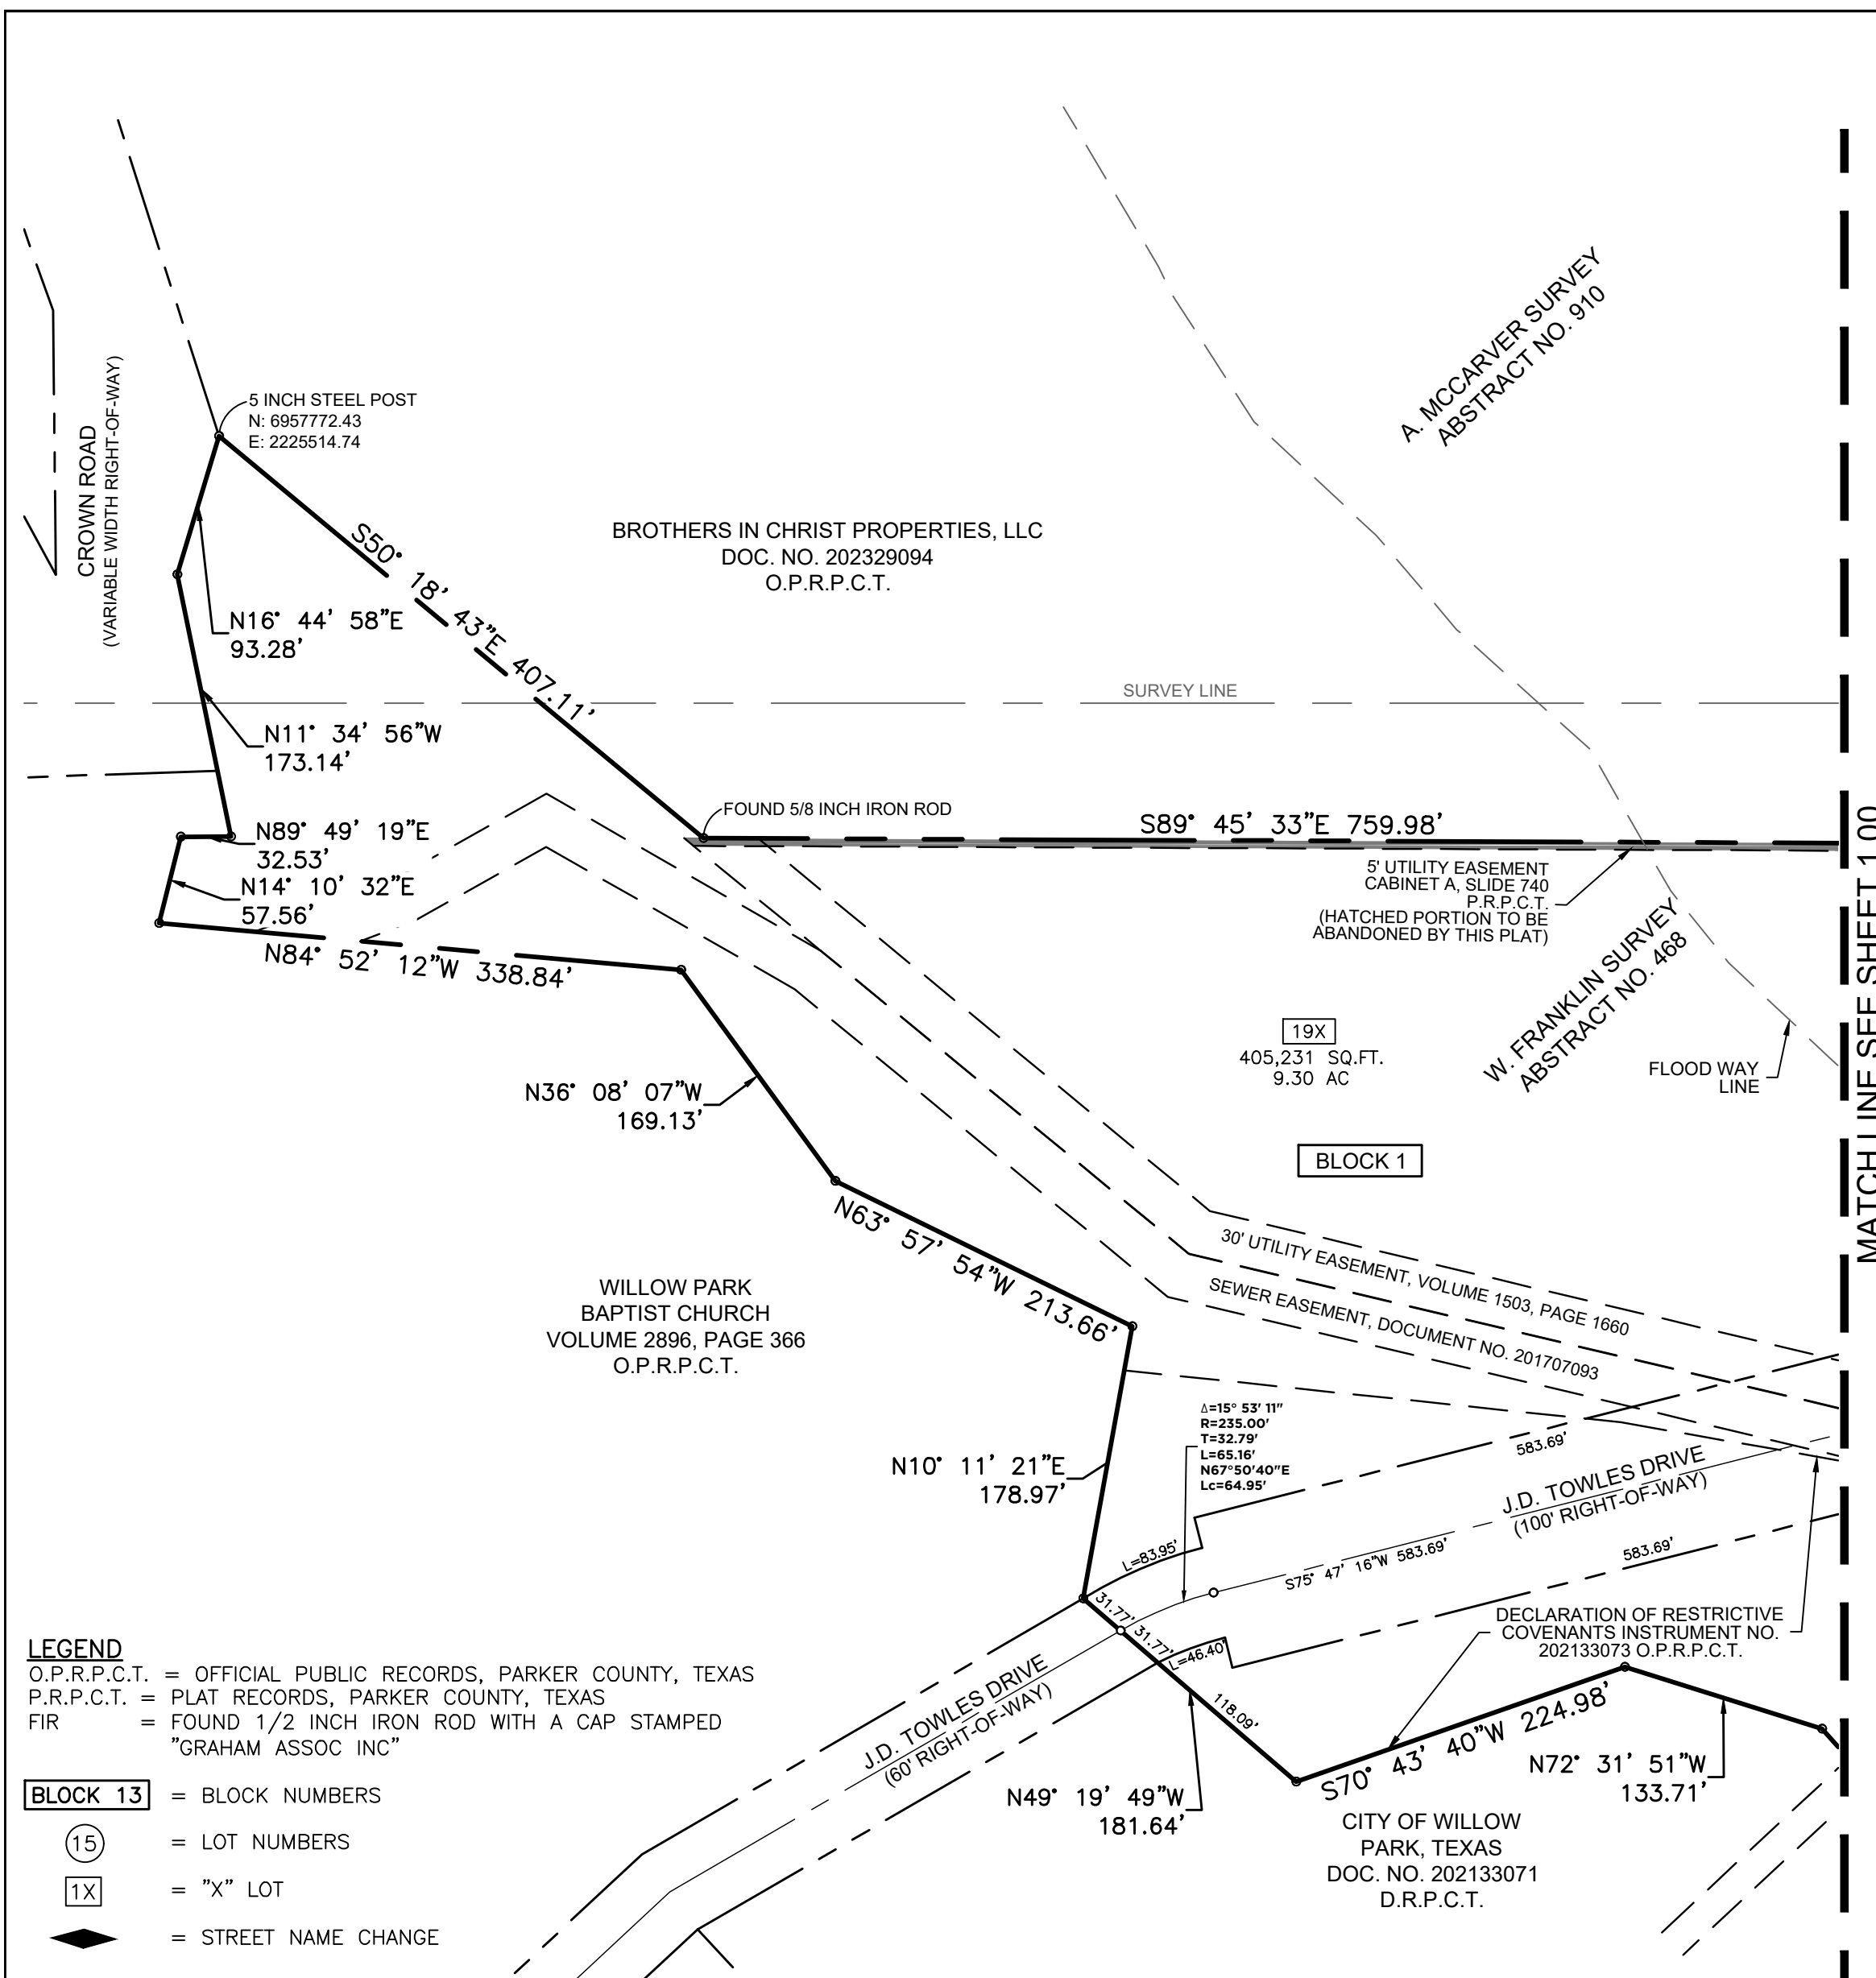 A. MCCARVER SURVEY
ABSTRACT NO. 910
5 INCH STEEL POST
N: 6957772.43
E: 2225514.74
CROWN ROAD
(VARIABLE WIDTH RIGHT-OF-WAY)
S50° 18' 43"E 407.11'
BROTHERS IN CHRIST PROPERTIES, LLC
DOC. NO. 202329094
O.P.R.P.C.T.
N16° 44' 58"E
93.28'
SURVEY LINE
N11° 34' 56"W
173.14'
FOUND 5/8 INCH IRON ROD
S89° 45' 33"E 759.98'
N89° 49' 19"E
32.53'
N14° 10' 32"E
57.56'
N84° 52' 12"W 338.84'
5' UTILITY EASEMENT
CABINET A, SLIDE 740
P.R.P.C.T.
(HATCHED PORTION TO BE
ABANDONED BY THIS PLAT)
W. FRANKLIN SURVEY
ABSTRACT NO. 468
MATCH LINE SEE SHEET 1.00
19X
405,231 SQ.FT.
9.30 AC
FLOOD WAY
LINE
N36° 08' 07"W
169.13'
BLOCK 1
N63° 57' 54"W 213.66'
30' UTILITY EASEMENT, VOLUME 1503, PAGE 1660
SEWER EASEMENT, DOCUMENT NO. 201707093
WILLOW PARK
BAPTIST CHURCH
VOLUME 2896, PAGE 366
O.P.R.P.C.T.
Δ=15° 53' 11"
R=235.00'
T=32.79'
L=65.16'
N67°50'40"E
Lc=64.95'
583.69'
N10° 11' 21"E
178.97'
J.D. TOWLES DRIVE
(100' RIGHT-OF-WAY)
L=83.95'
S75° 47' 16"W 583.69'
583.69'
31.77'
31.77'
L=46.40'
118.09'
DECLARATION OF RESTRICTIVE
COVENANTS INSTRUMENT NO.
202133073 O.P.R.P.C.T.
J.D. TOWLES DRIVE
(60' RIGHT-OF-WAY)
S70° 43' 40"W 224.98'
N72° 31' 51"W
133.71'
N49° 19' 49"W
181.64'
CITY OF WILLOW
PARK, TEXAS
DOC. NO. 202133071
D.R.P.C.T.
LEGEND
O.P.R.P.C.T. = OFFICIAL PUBLIC RECORDS, PARKER COUNTY, TEXAS
P.R.P.C.T. = PLAT RECORDS, PARKER COUNTY, TEXAS
FIR = FOUND 1/2 INCH IRON ROD WITH A CAP STAMPED
"GRAHAM ASSOC INC"
BLOCK 13 = BLOCK NUMBERS
15 = LOT NUMBERS
1X = "X" LOT
= STREET NAME CHANGE